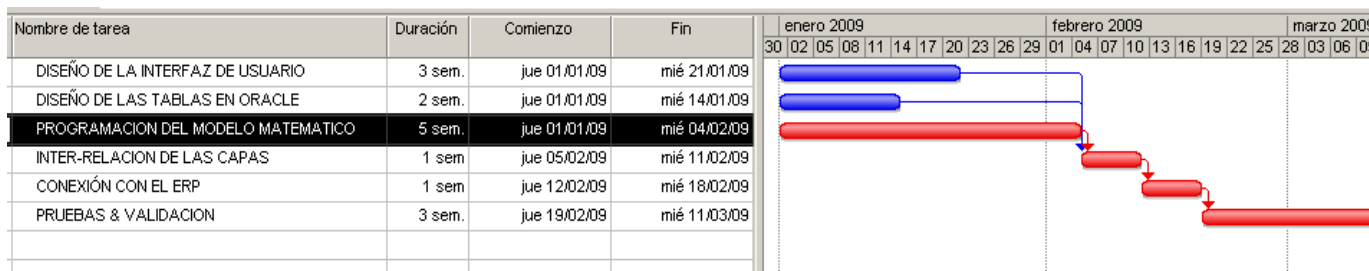 Nombre de tarea Duración Comienzo Fin enero 2009 febrero 2009 marzo 2009
30 02 05 08 11 14 17 20 23 26 29 01 04 07 10 13 16 19 22 25 28 03 06
DISEÑO DE LA INTERFAZ DE USUARIO 3 sem. jue 01/01/09 mié 21/01/09
DISEÑO DE LAS TABLAS EN ORACLE 2 sem. jue 01/01/09 mié 14/01/09
PROGRAMACION DEL MODELO MATEMATICO 5 sem. jue 01/01/09 mié 04/02/09
INTER-RELACION DE LAS CAPAS 1 sem jue 05/02/09 mié 11/02/09
CONEXIÓN CON EL ERP 1 sem jue 12/02/09 mié 18/02/09
PRUEBAS & VALIDACION 3 sem. jue 19/02/09 mié 11/03/09